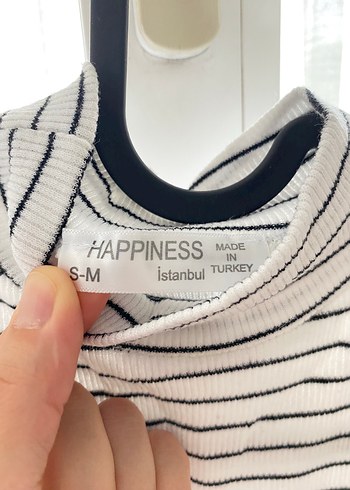 HAPPINESS
S-M İstanbul
MADE
IN
TURKEY